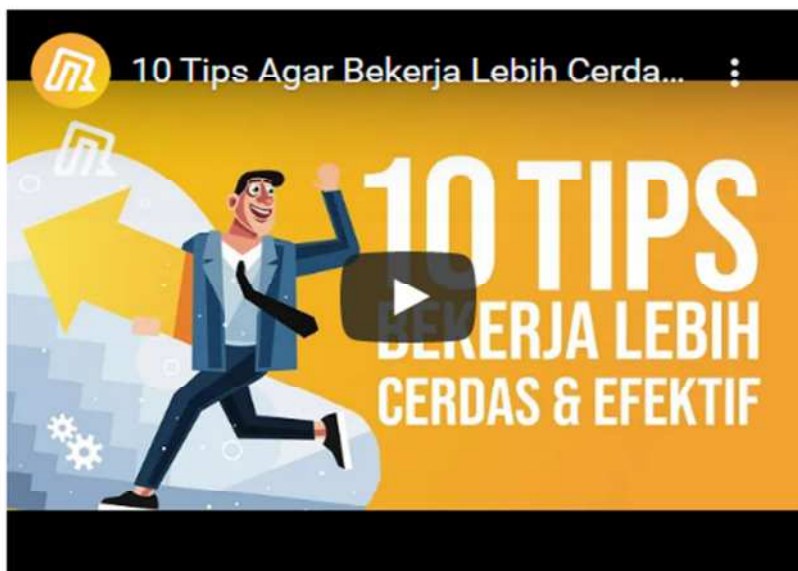 10 Tips Agar Bekerja Lebih Cerda...
10 TIPS
BEKERJA LEBIH
CERDAS & EFEKTIF